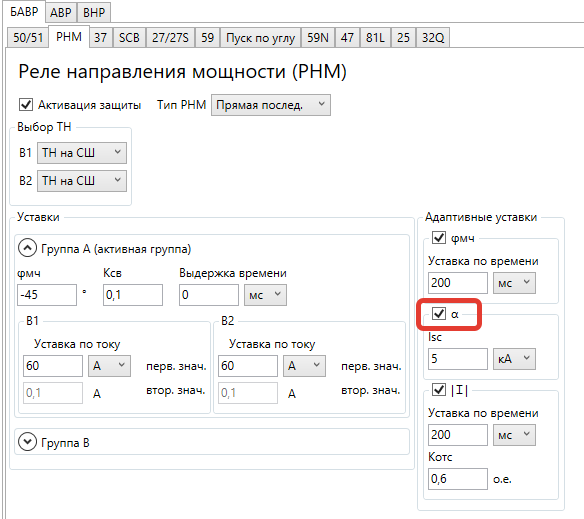 БАВР АВР ВНР
50/51 РНМ 37 SCB 27/27S 59 Пуск по углу 59N 47 81L 25 32Q
Реле направления мощности (РНМ)
Активация защиты Тип РНМ Прямая послед.
Выбор ТН
В1 ТН на СШ
В2 ТН на СШ
Уставки
Группа А (активная группа)
φмч Ксв Выдержка времени
-45 ° 0,1 0 мс
В1 В2
Уставка по току Уставка по току
60 А перв. знач. 60 А перв. знач.
0,1 А втор. знач. 0,1 А втор. знач.
Группа В
Адаптивные уставки
φмч
Уставка по времени
200 мс
α
Isc
5 кА
|I|
Уставка по времени
200 мс
Котс
0,6 о.е.